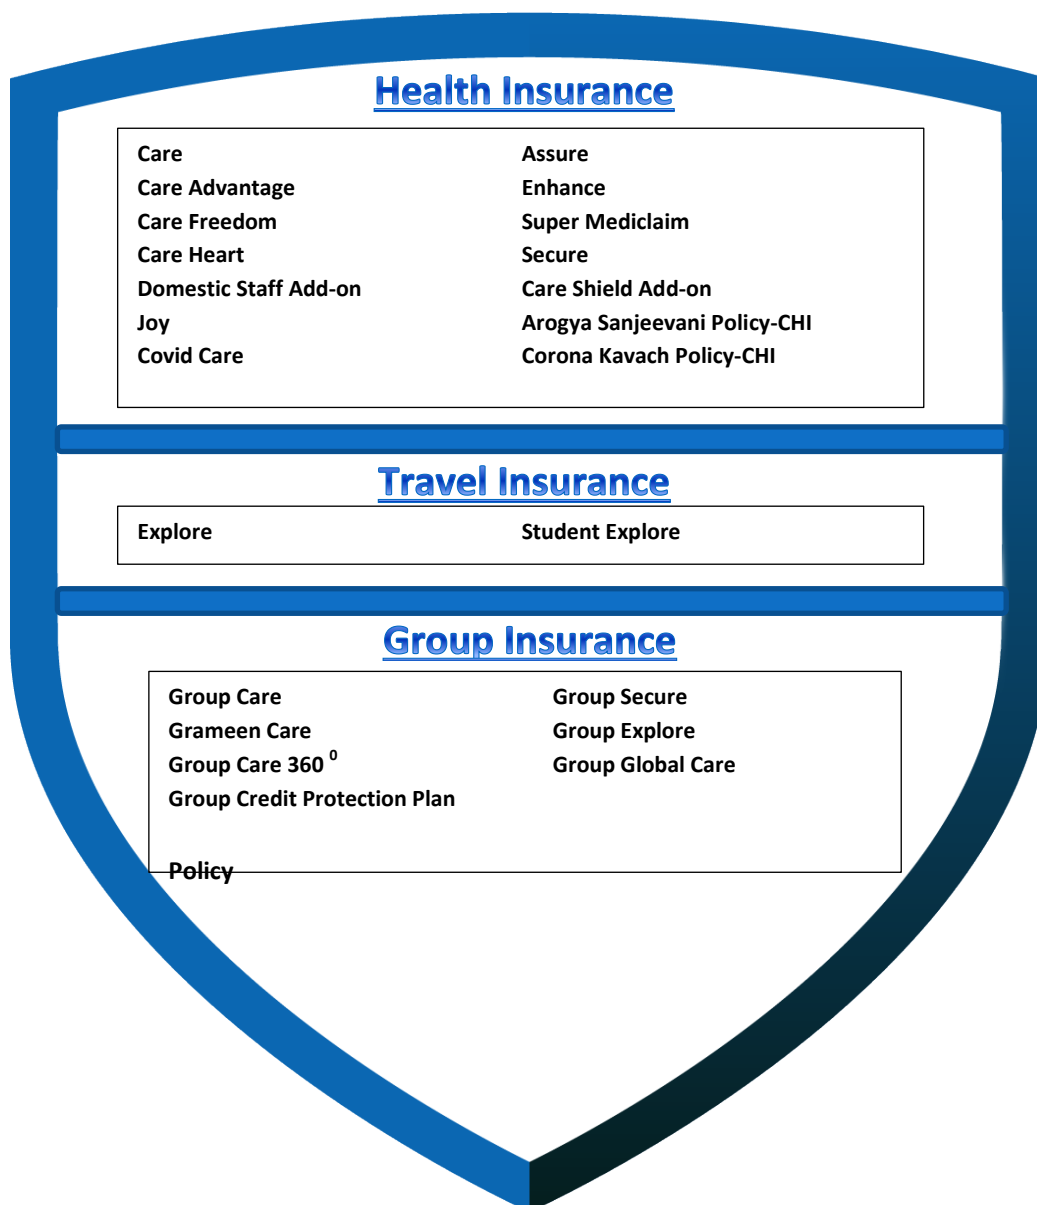 Health Insurance
Care Assure
Care Advantage Enhance
Care Freedom Super Mediclaim
Care Heart Secure
Domestic Staff Add-on Care Shield Add-on
Joy Arogya Sanjeevani Policy-CHI
Covid Care Corona Kavach Policy-CHI
Travel Insurance
Explore Student Explore
Group Insurance
Group Care Group Secure
Grameen Care Group Explore
Group Care 360 ⁰ Group Global Care
Group Credit Protection Plan
Policy